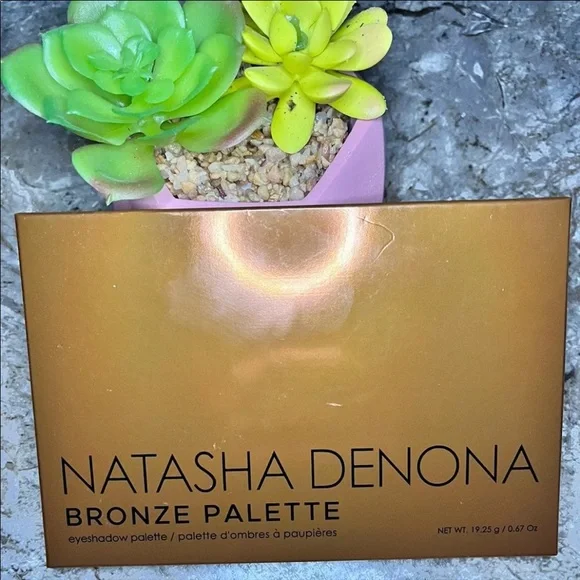 NATASHA DENONA
BRONZE PALETTE
eyeshadow palette / palette d'ombres à paupières
NET WT. 19.25 g / 0.67 Oz